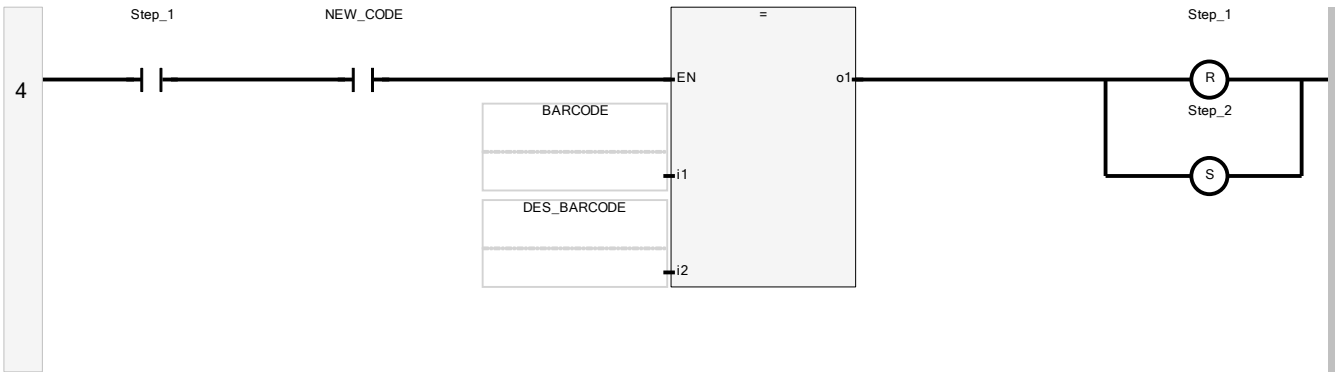 Step_1 NEW_CODE = Step_1
4 EN o1 R
BARCODE Step_2
i1 S
DES_BARCODE
i2